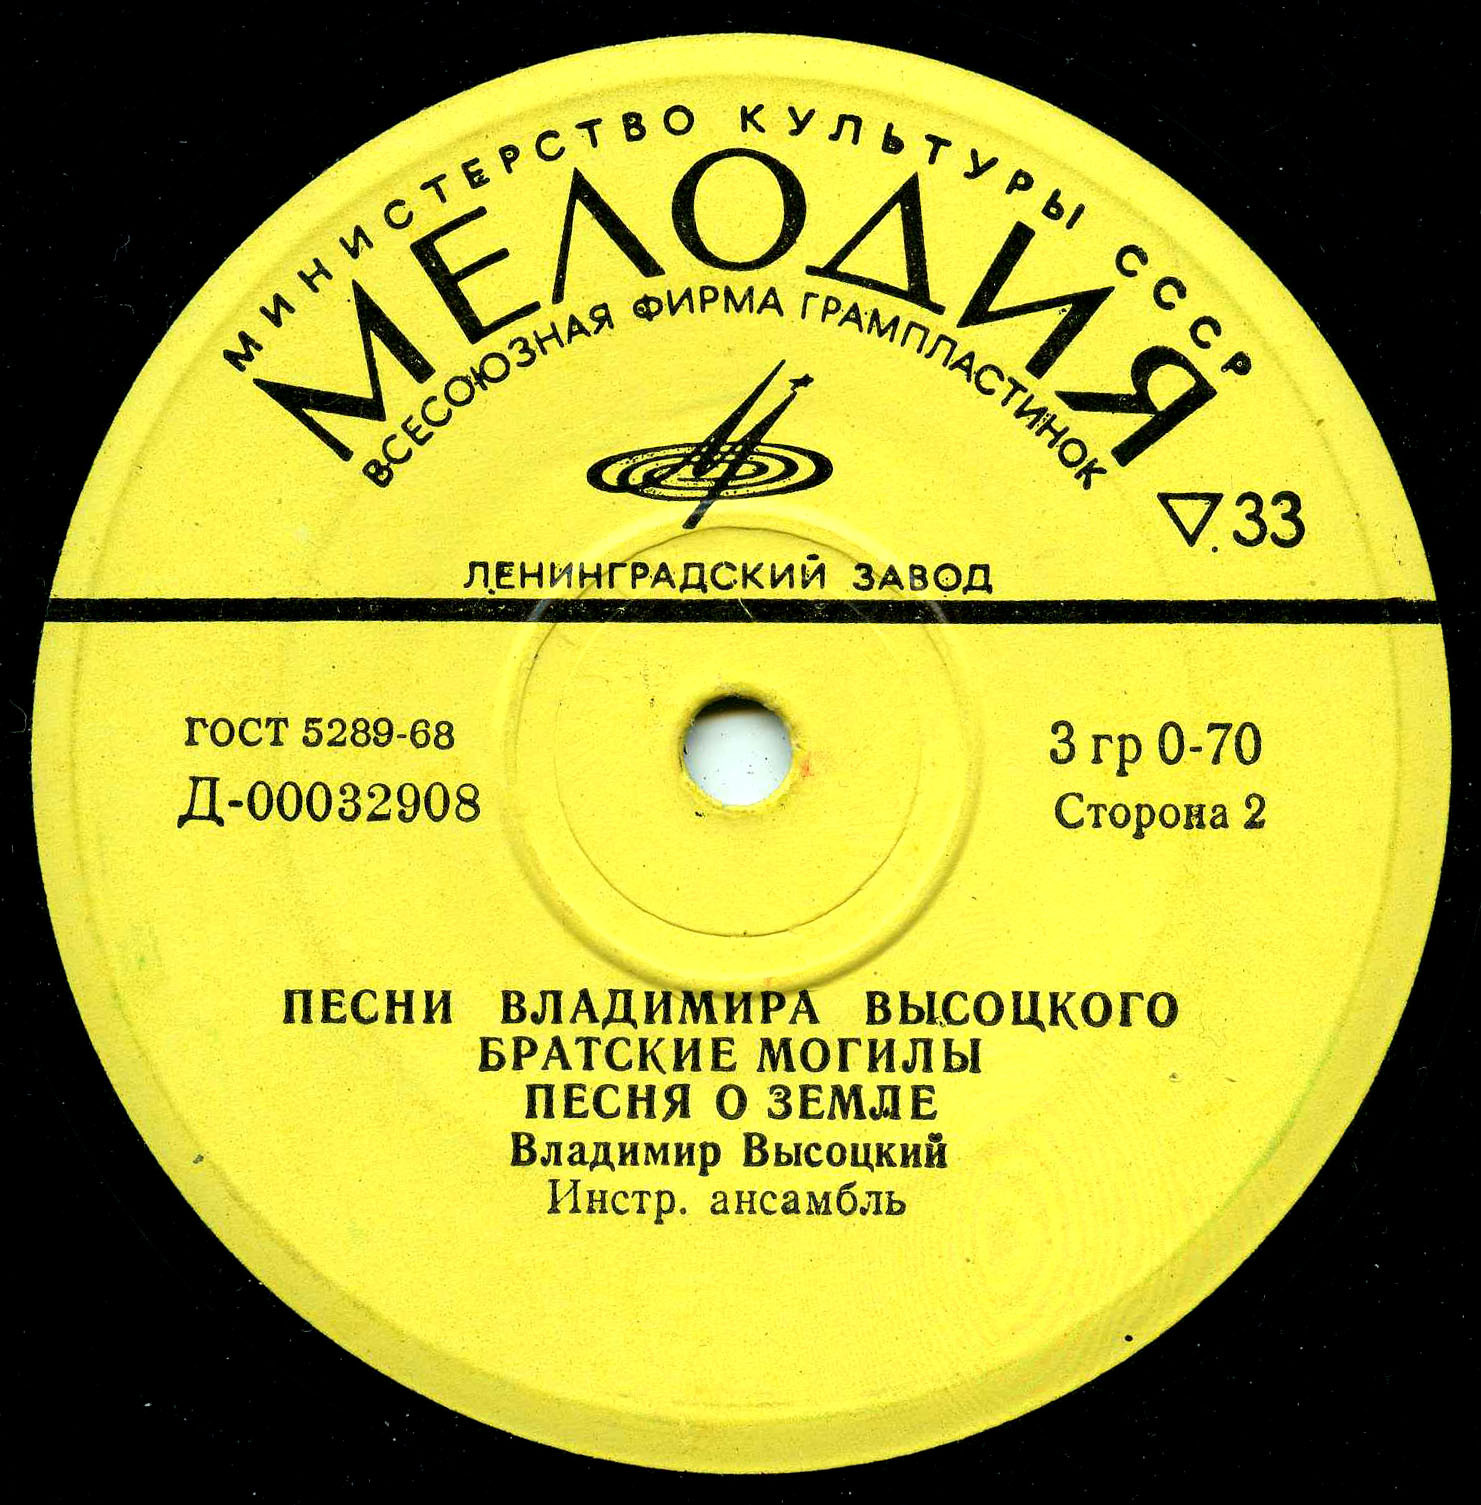 МИНИСТЕРСТВО КУЛЬТУРЫ СССР
МЕЛОДИЯ
ВСЕСОЮЗНАЯ ФИРМА ГРАМПЛАСТИНОК
33
ЛЕНИНГРАДСКИЙ ЗАВОД
ГОСТ 5289-68
Д-00032908
3 гр 0-70
Сторона 2
ПЕСНИ ВЛАДИМИРА ВЫСОЦКОГО
БРАТСКИЕ МОГИЛЫ
ПЕСНЯ О ЗЕМЛЕ
Владимир Высоцкий
Инстр. ансамбль